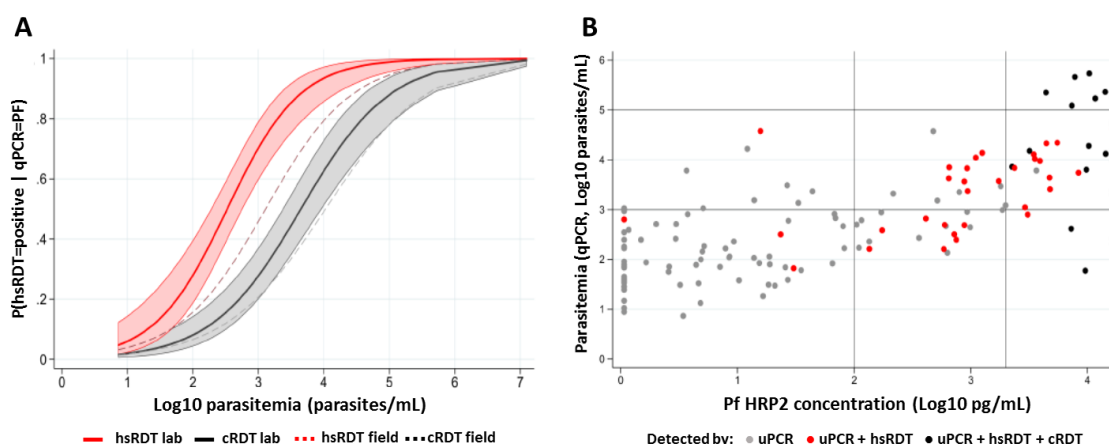 A
P(hsRDT=positive | qPCR=PF)
1
.8
.6
.4
.2
0
0 1 2 3 4 5 6 7
Log10 parasitemia (parasites/mL)
hsRDT lab cRDT lab hsRDT field cRDT field
B
Parasitemia (qPCR, Log10 parasites/mL)
6
5
4
3
2
1
0
0 1 2 3 4
Pf HRP2 concentration (Log10 pg/mL)
Detected by: uPCR uPCR + hsRDT uPCR + hsRDT + cRDT